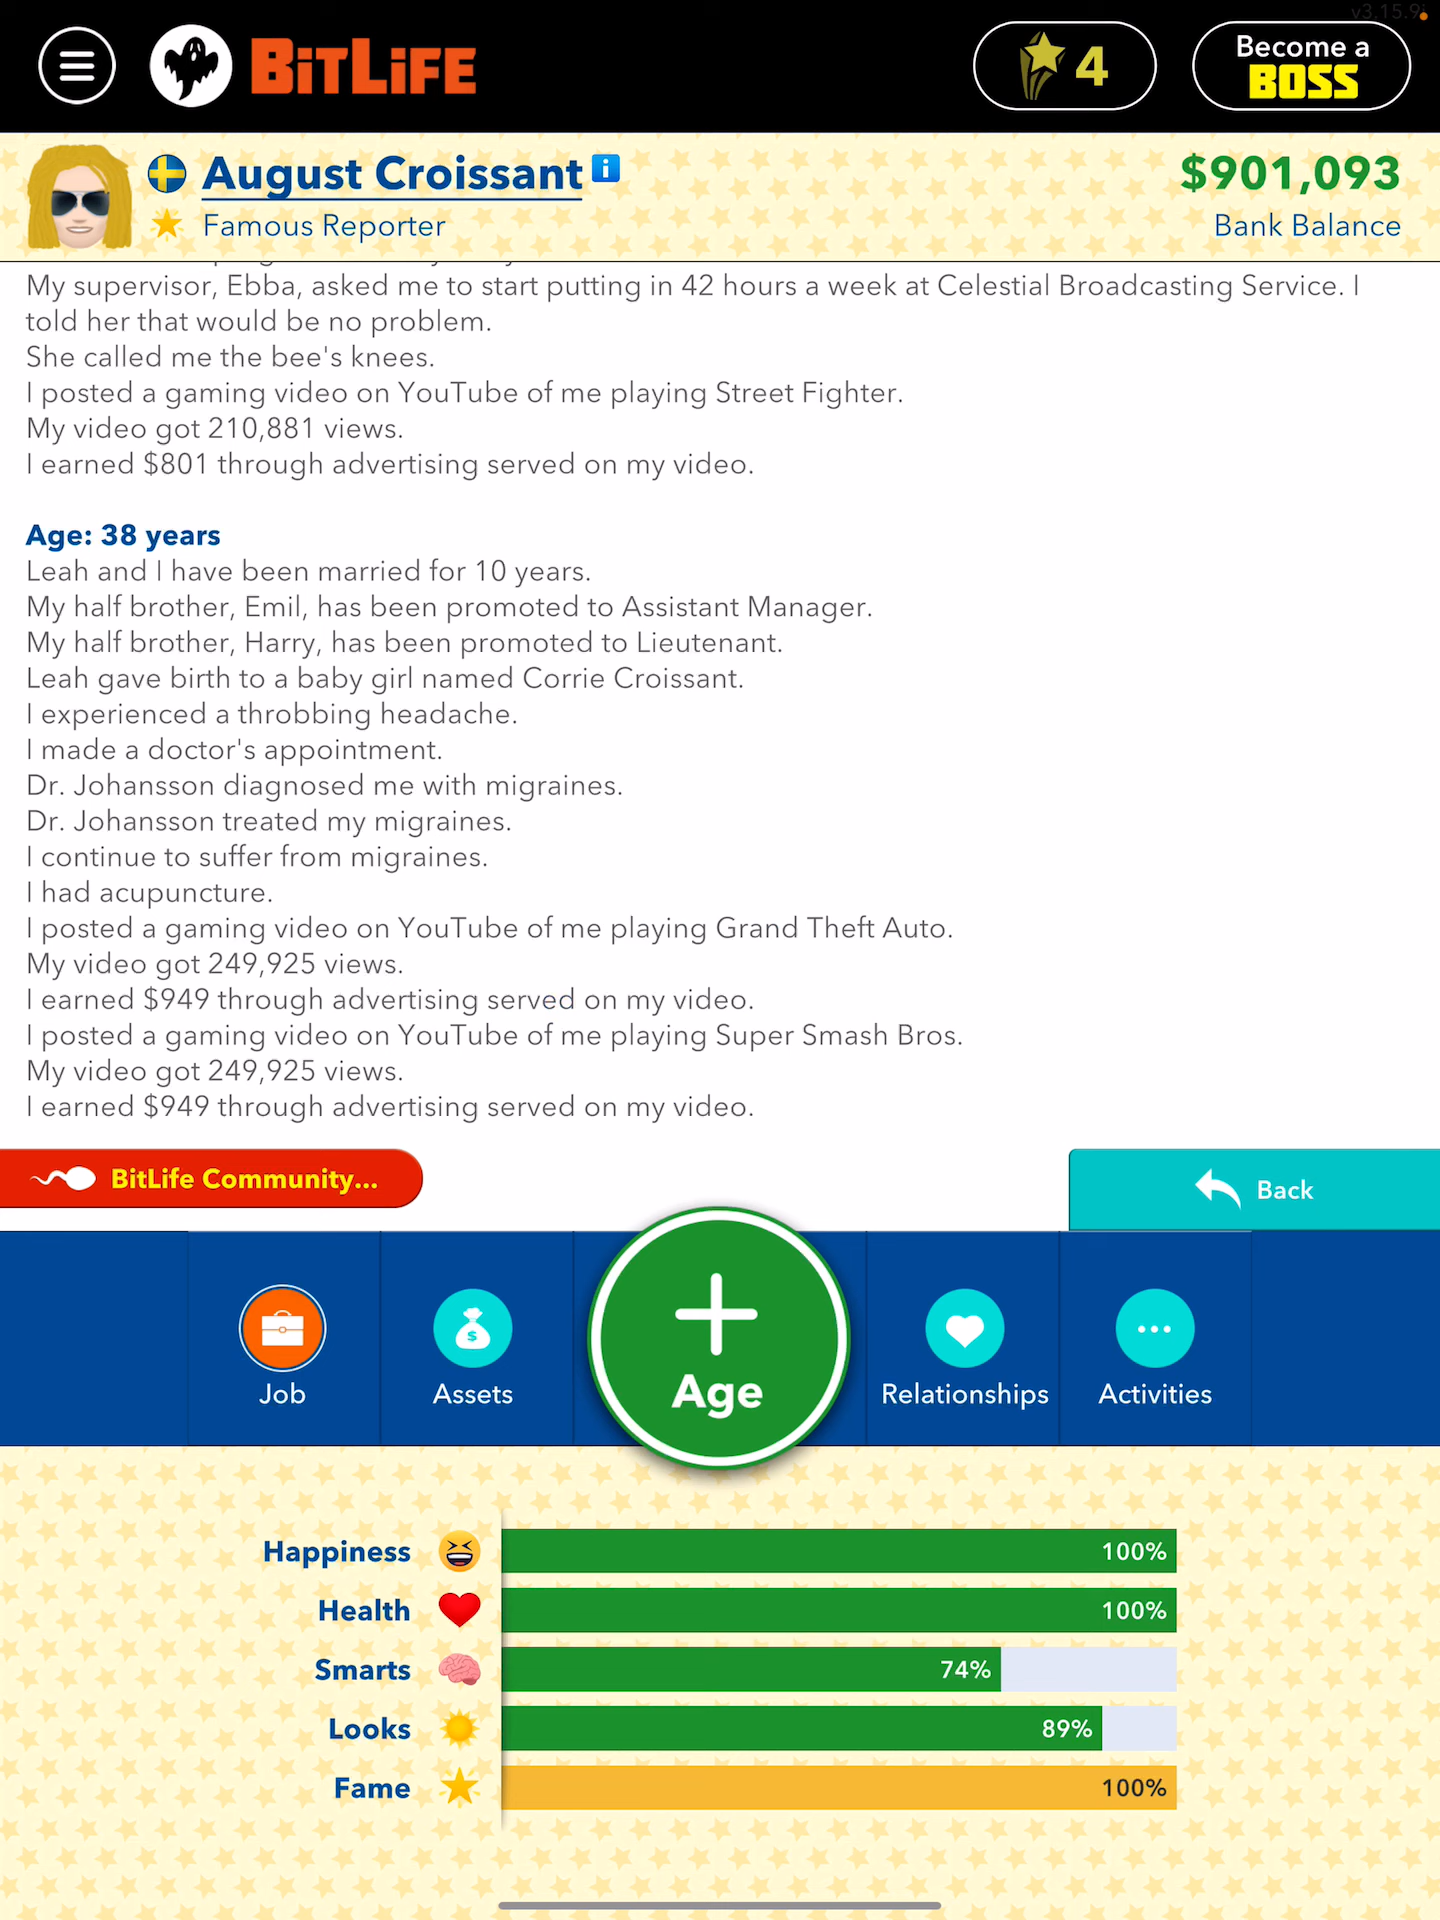 v3.15.9
BITLIFE
4
Become a
BOSS
August Croissant
$901,093
Famous Reporter
Bank Balance
My supervisor, Ebba, asked me to start putting in 42 hours a week at Celestial Broadcasting Service. I
told her that would be no problem.
She called me the bee's knees.
I posted a gaming video on YouTube of me playing Street Fighter.
My video got 210,881 views.
I earned $801 through advertising served on my video.
Age: 38 years
Leah and I have been married for 10 years.
My half brother, Emil, has been promoted to Assistant Manager.
My half brother, Harry, has been promoted to Lieutenant.
Leah gave birth to a baby girl named Corrie Croissant.
I experienced a throbbing headache.
I made a doctor's appointment.
Dr. Johansson diagnosed me with migraines.
Dr. Johansson treated my migraines.
I continue to suffer from migraines.
I had acupuncture.
I posted a gaming video on YouTube of me playing Grand Theft Auto.
My video got 249,925 views.
I earned $949 through advertising served on my video.
I posted a gaming video on YouTube of me playing Super Smash Bros.
My video got 249,925 views.
I earned $949 through advertising served on my video.
BitLife Community...
Back
Job
Assets
Age
Relationships
Activities
Happiness 100%
Health 100%
Smarts 74%
Looks 89%
Fame 100%